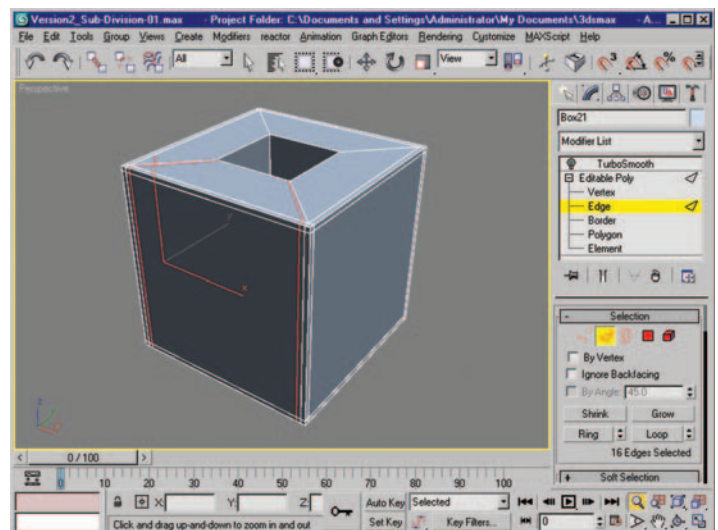 Version2_Sub-Division-01.max - Project Folder: C:\Documents and Settings\Administrator\My Documents\3dsmax - A...
File Edit Tools Group Views Create Modifiers reactor Animation Graph Editors Rendering Customize MAXScript Help
All View
Perspective
Box21
Modifier List
TurboSmooth
Editable Poly
Vertex
Edge
Border
Polygon
Element
y
x
- Selection
By Vertex
Ignore Backfacing
By Angle: 45.0
Shrink Grow
Ring Loop
16 Edges Selected
+ Soft Selection
z
< 0 / 100 >
0 10 20 30 40 50 60 70 80 90 100
X: Y: Z: Auto Key Selected
Click and drag up-and-down to zoom in and out Set Key Key Filters... 0